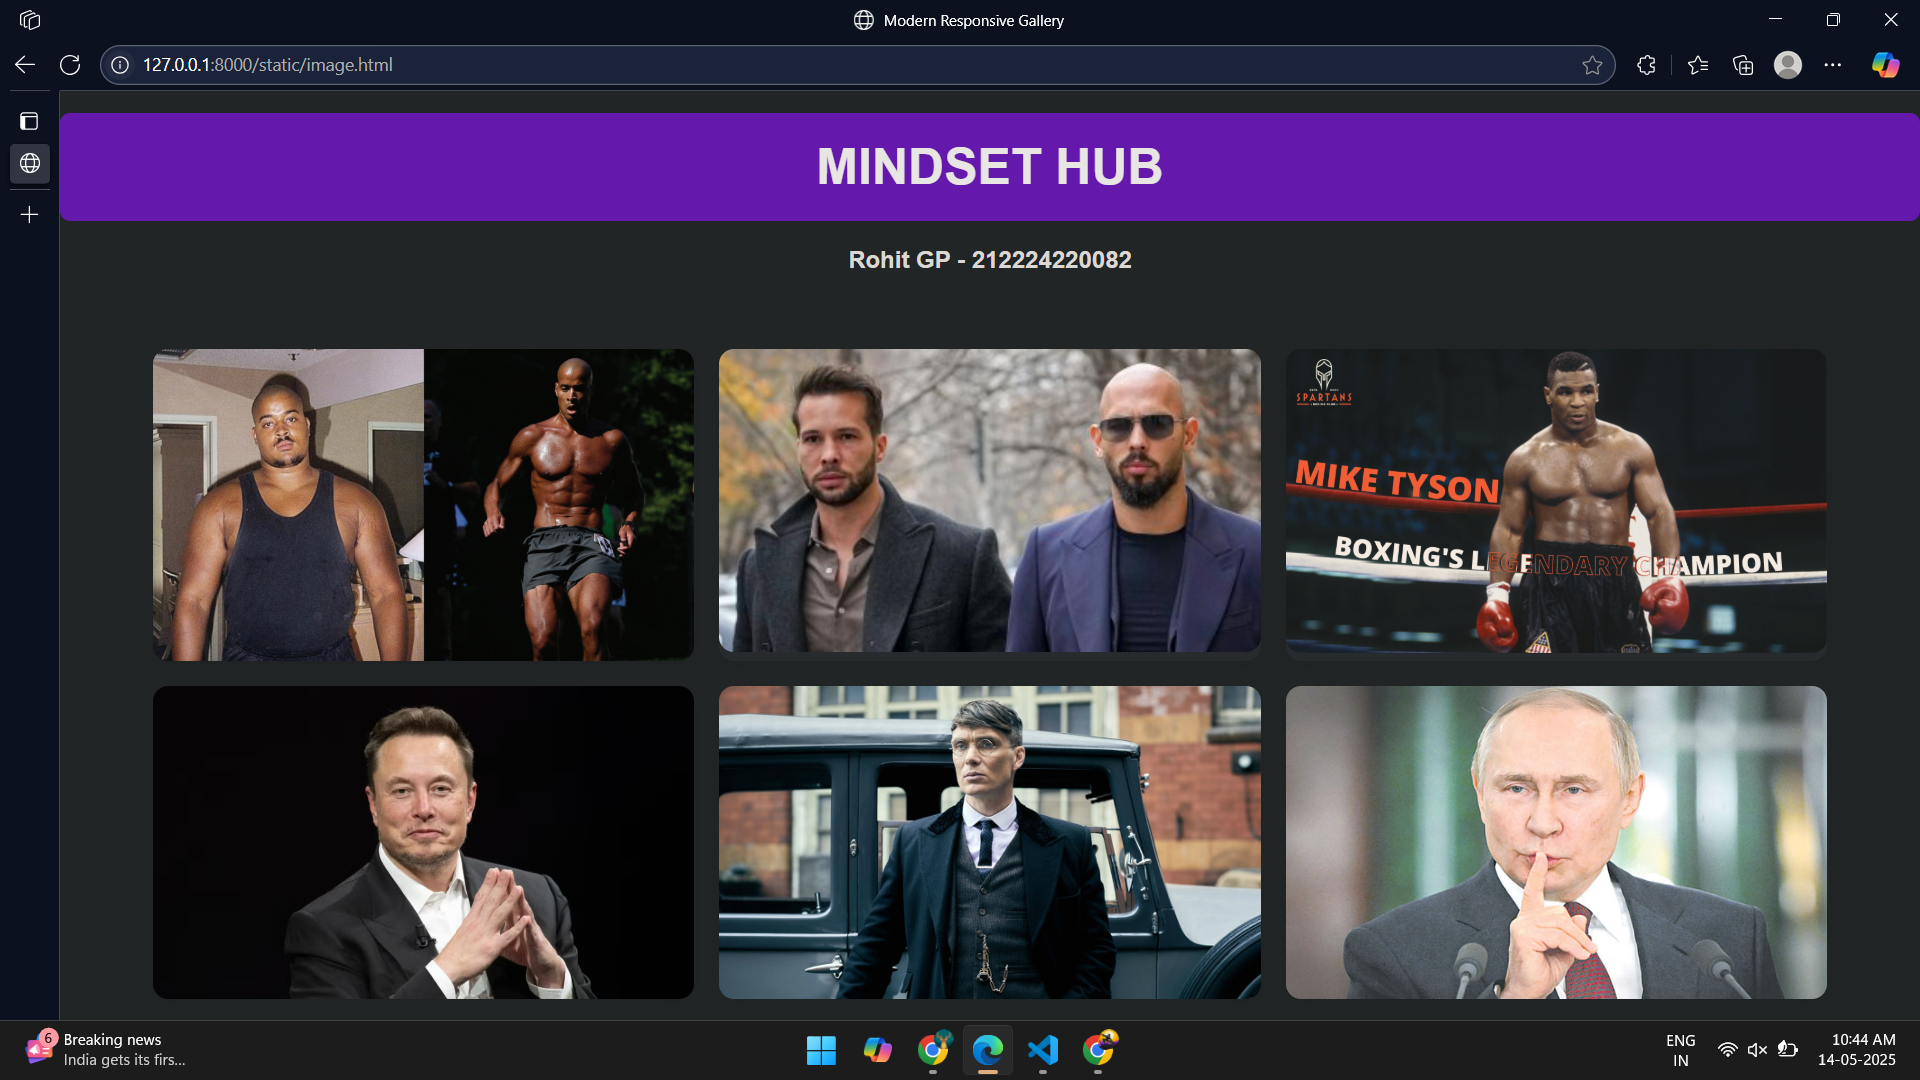 Modern Responsive Gallery
127.0.0.1:8000/static/image.html
MINDSET HUB
Rohit GP - 212224220082
SPARTANS
MIKE TYSON
BOXING'S LEGENDARY CHAMPION
6
Breaking news
India gets its firs...
ENG
IN
10:44 AM
14-05-2025